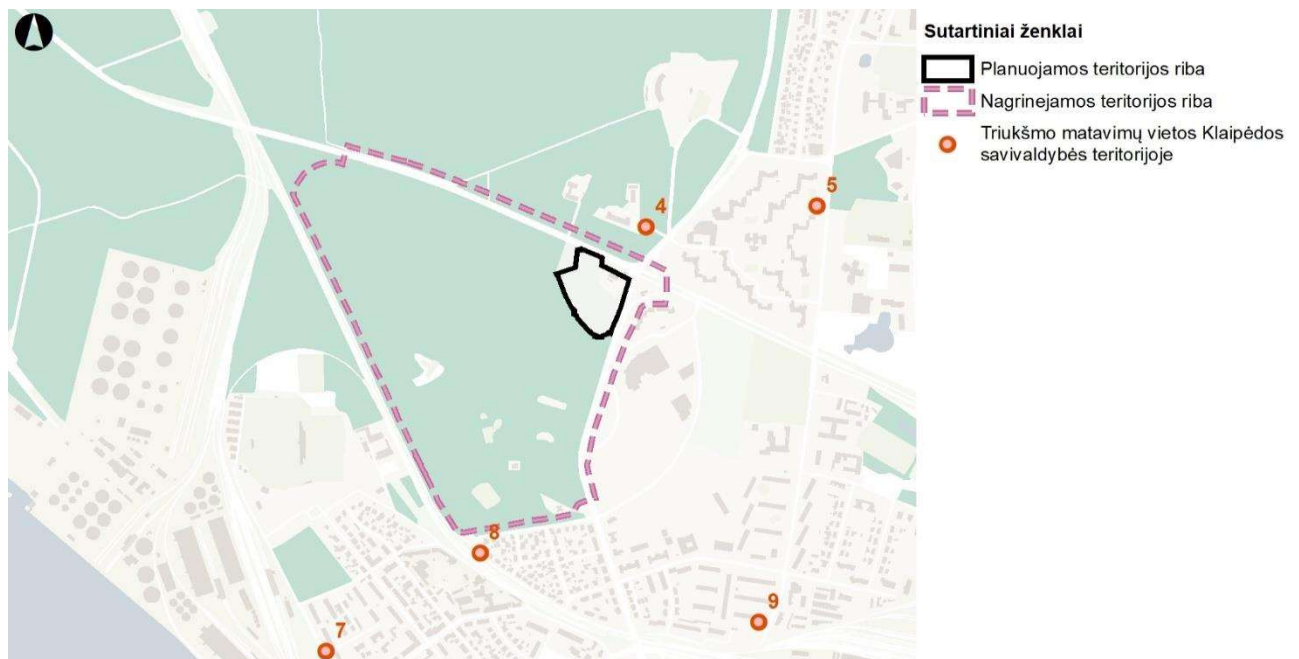 Sutartiniai ženklai
Planuojamos teritorijos riba
Nagrinejamos teritorijos riba
Triukšmo matavimų vietos Klaipėdos
savivaldybės teritorijoje
5
4
8
9
7